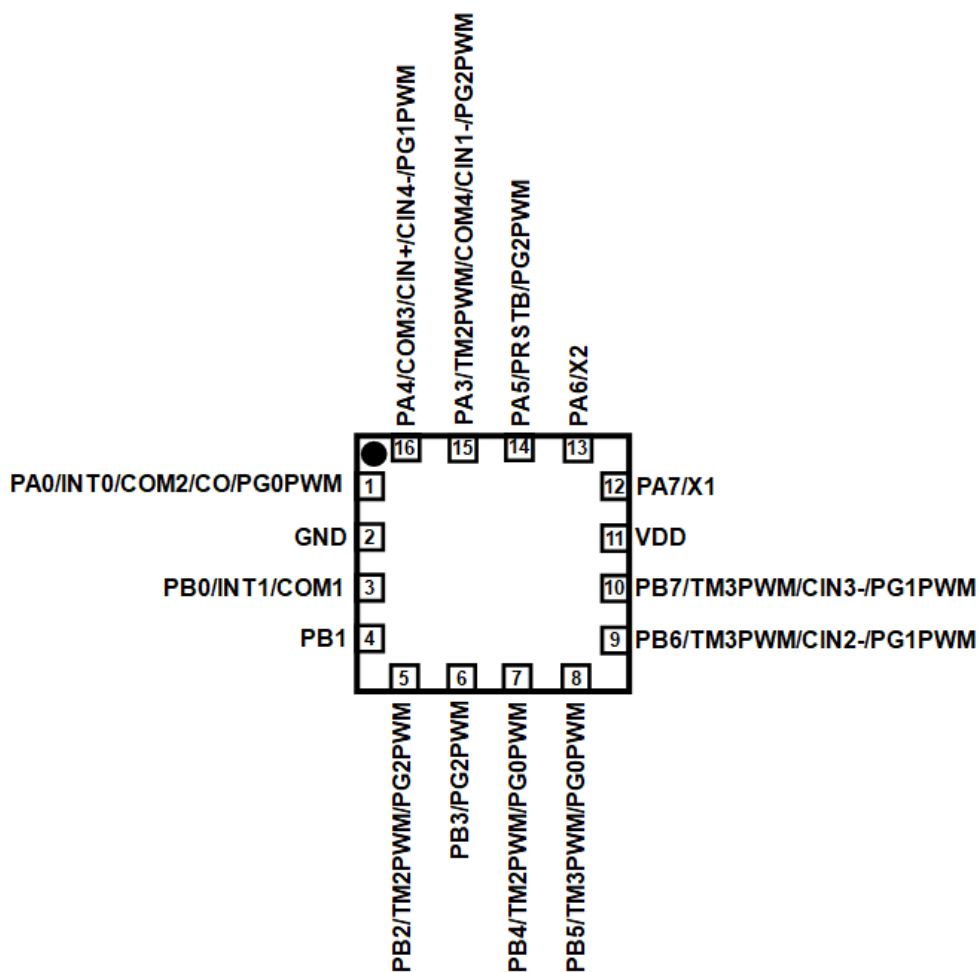 PA4/COM3/CIN+/CIN4-/PG1PWM
PA3/TM2PWM/COM4/CIN1-/PG2PWM
PA5/PRSTB/PG2PWM
PA6/X2
16 15 14 13
PA0/INT0/COM2/CO/PG0PWM 1 12 PA7/X1
GND 2 11 VDD
PB0/INT1/COM1 3 10 PB7/TM3PWM/CIN3-/PG1PWM
PB1 4 9 PB6/TM3PWM/CIN2-/PG1PWM
5 6 7 8
PB2/TM2PWM/PG2PWM
PB3/PG2PWM
PB4/TM2PWM/PG0PWM
PB5/TM3PWM/PG0PWM